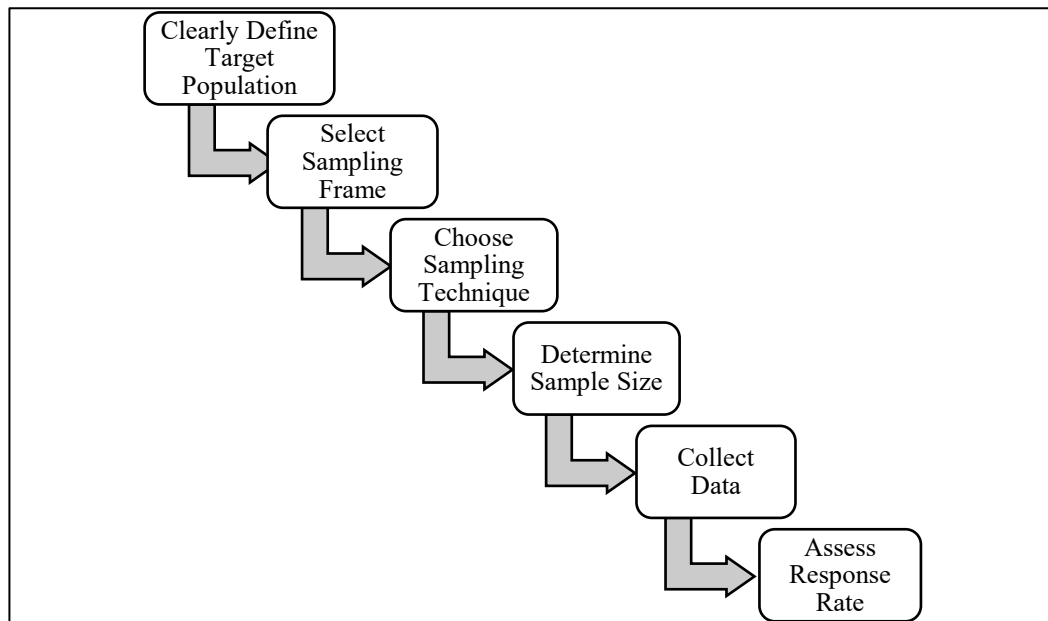 Clearly Define
Target
Population
Select
Sampling
Frame
Choose
Sampling
Technique
Determine
Sample Size
Collect
Data
Assess
Response
Rate